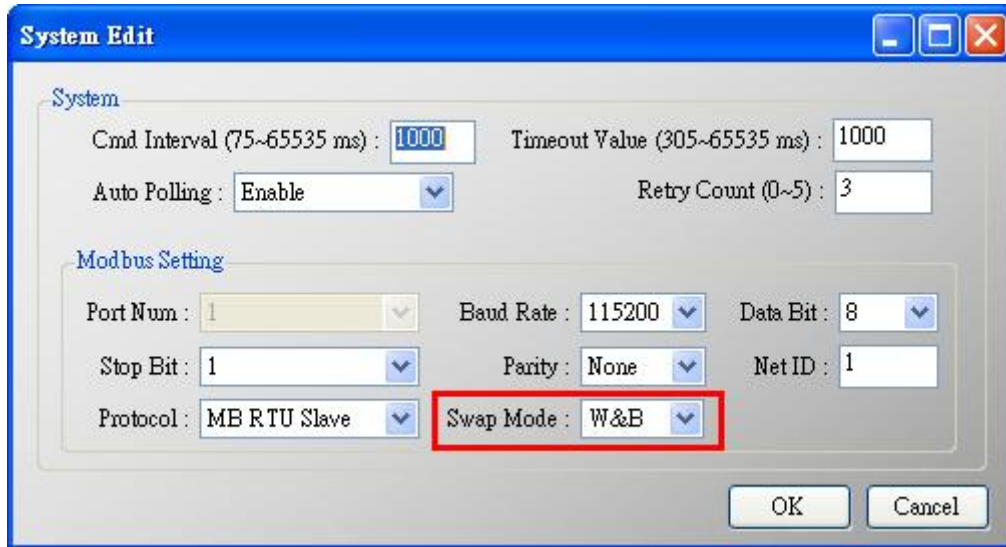 System Edit
System
Cmd Interval (75~65535 ms) : 1000 Timeout Value (305~65535 ms) : 1000
Auto Polling : Enable Retry Count (0~5) : 3
Modbus Setting
Port Num : 1 Baud Rate : 115200 Data Bit : 8
Stop Bit : 1 Parity : None Net ID : 1
Protocol : MB RTU Slave Swap Mode : W&B
OK Cancel